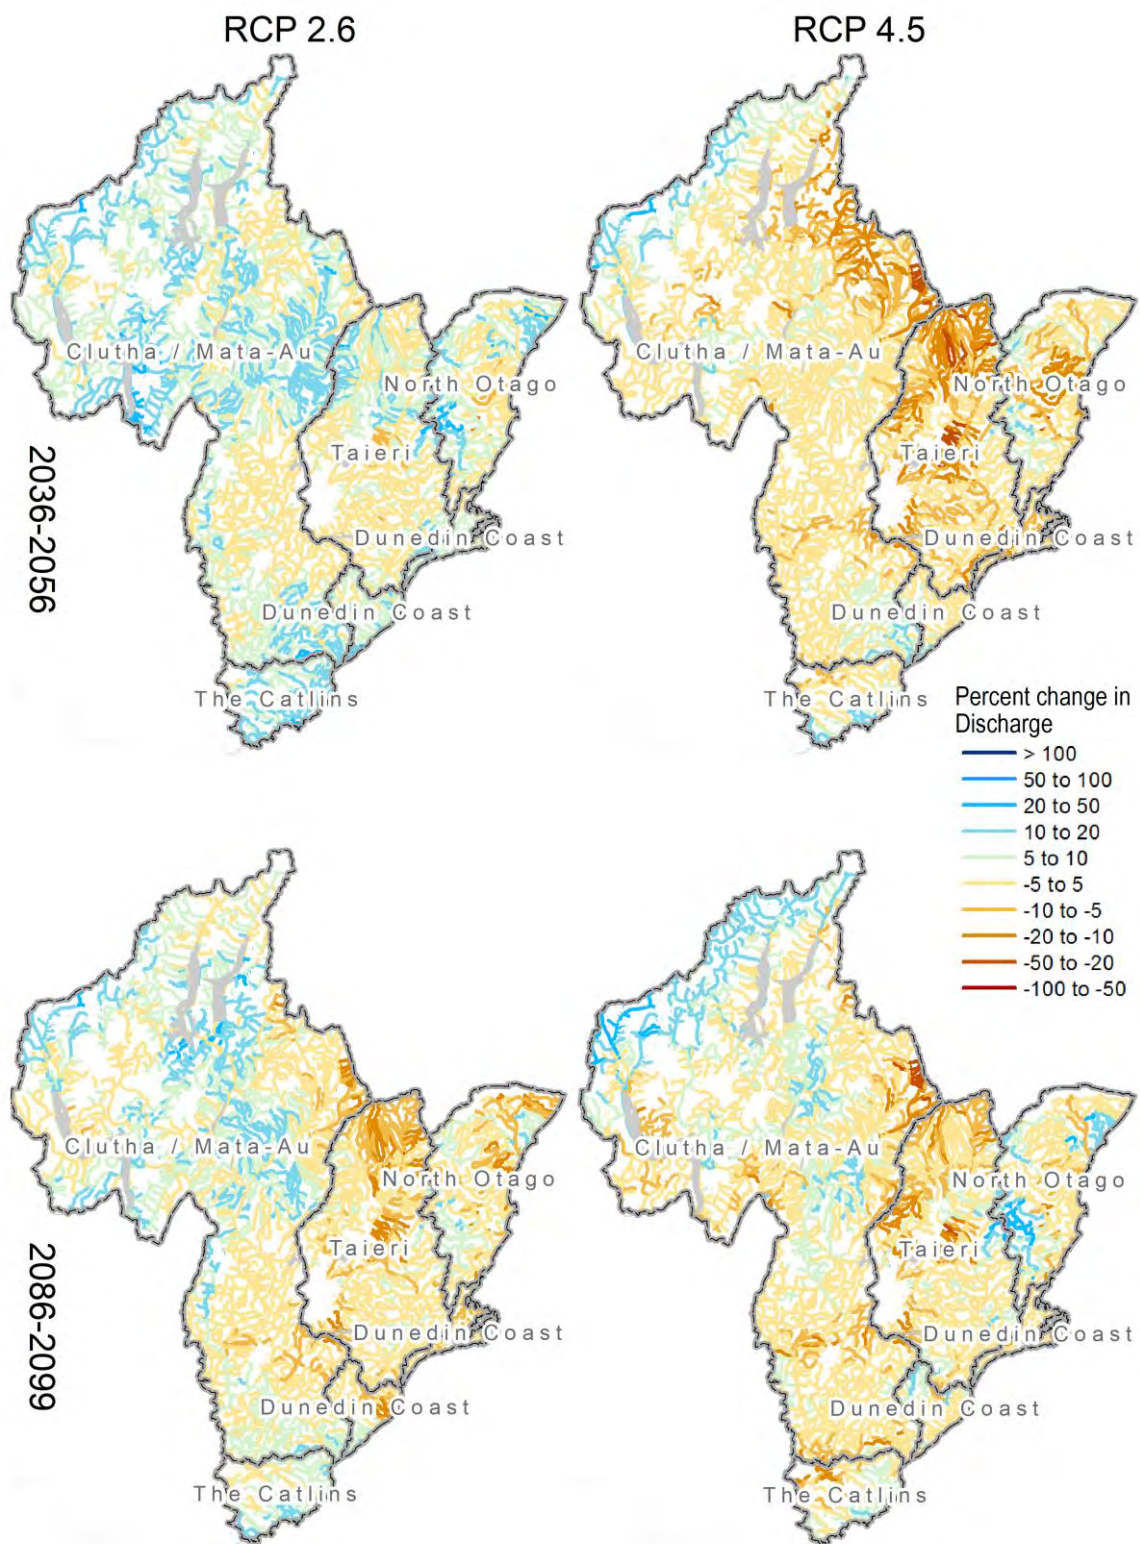 RCP 2.6
RCP 4.5
Clutha / Mata-Au
North Otago
Taieri
Dunedin Coast
Dunedin Coast
The Catlins
2036-2056
Clutha / Mata-Au
North Otago
Taieri
Dunedin Coast
Dunedin Coast
The Catlins
Percent change in
Discharge
> 100
50 to 100
20 to 50
10 to 20
5 to 10
-5 to 5
-10 to -5
-20 to -10
-50 to -20
-100 to -50
Clutha / Mata-Au
North Otago
Taieri
Dunedin Coast
Dunedin Coast
The Catlins
2086-2099
Clutha / Mata-Au
North Otago
Taieri
Dunedin Coast
Dunedin Coast
The Catlins